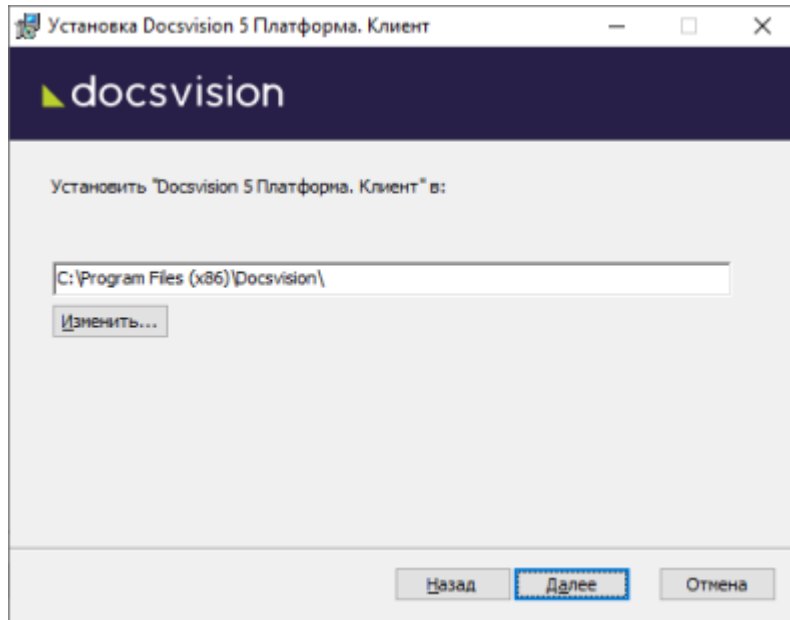 Установка Docsvision 5 Платформа. Клиент
docsvision
Установить "Docsvision 5 Платформа. Клиент" в:
C:\Program Files (x86)\Docsvision\
Изменить...
Назад Далее Отмена